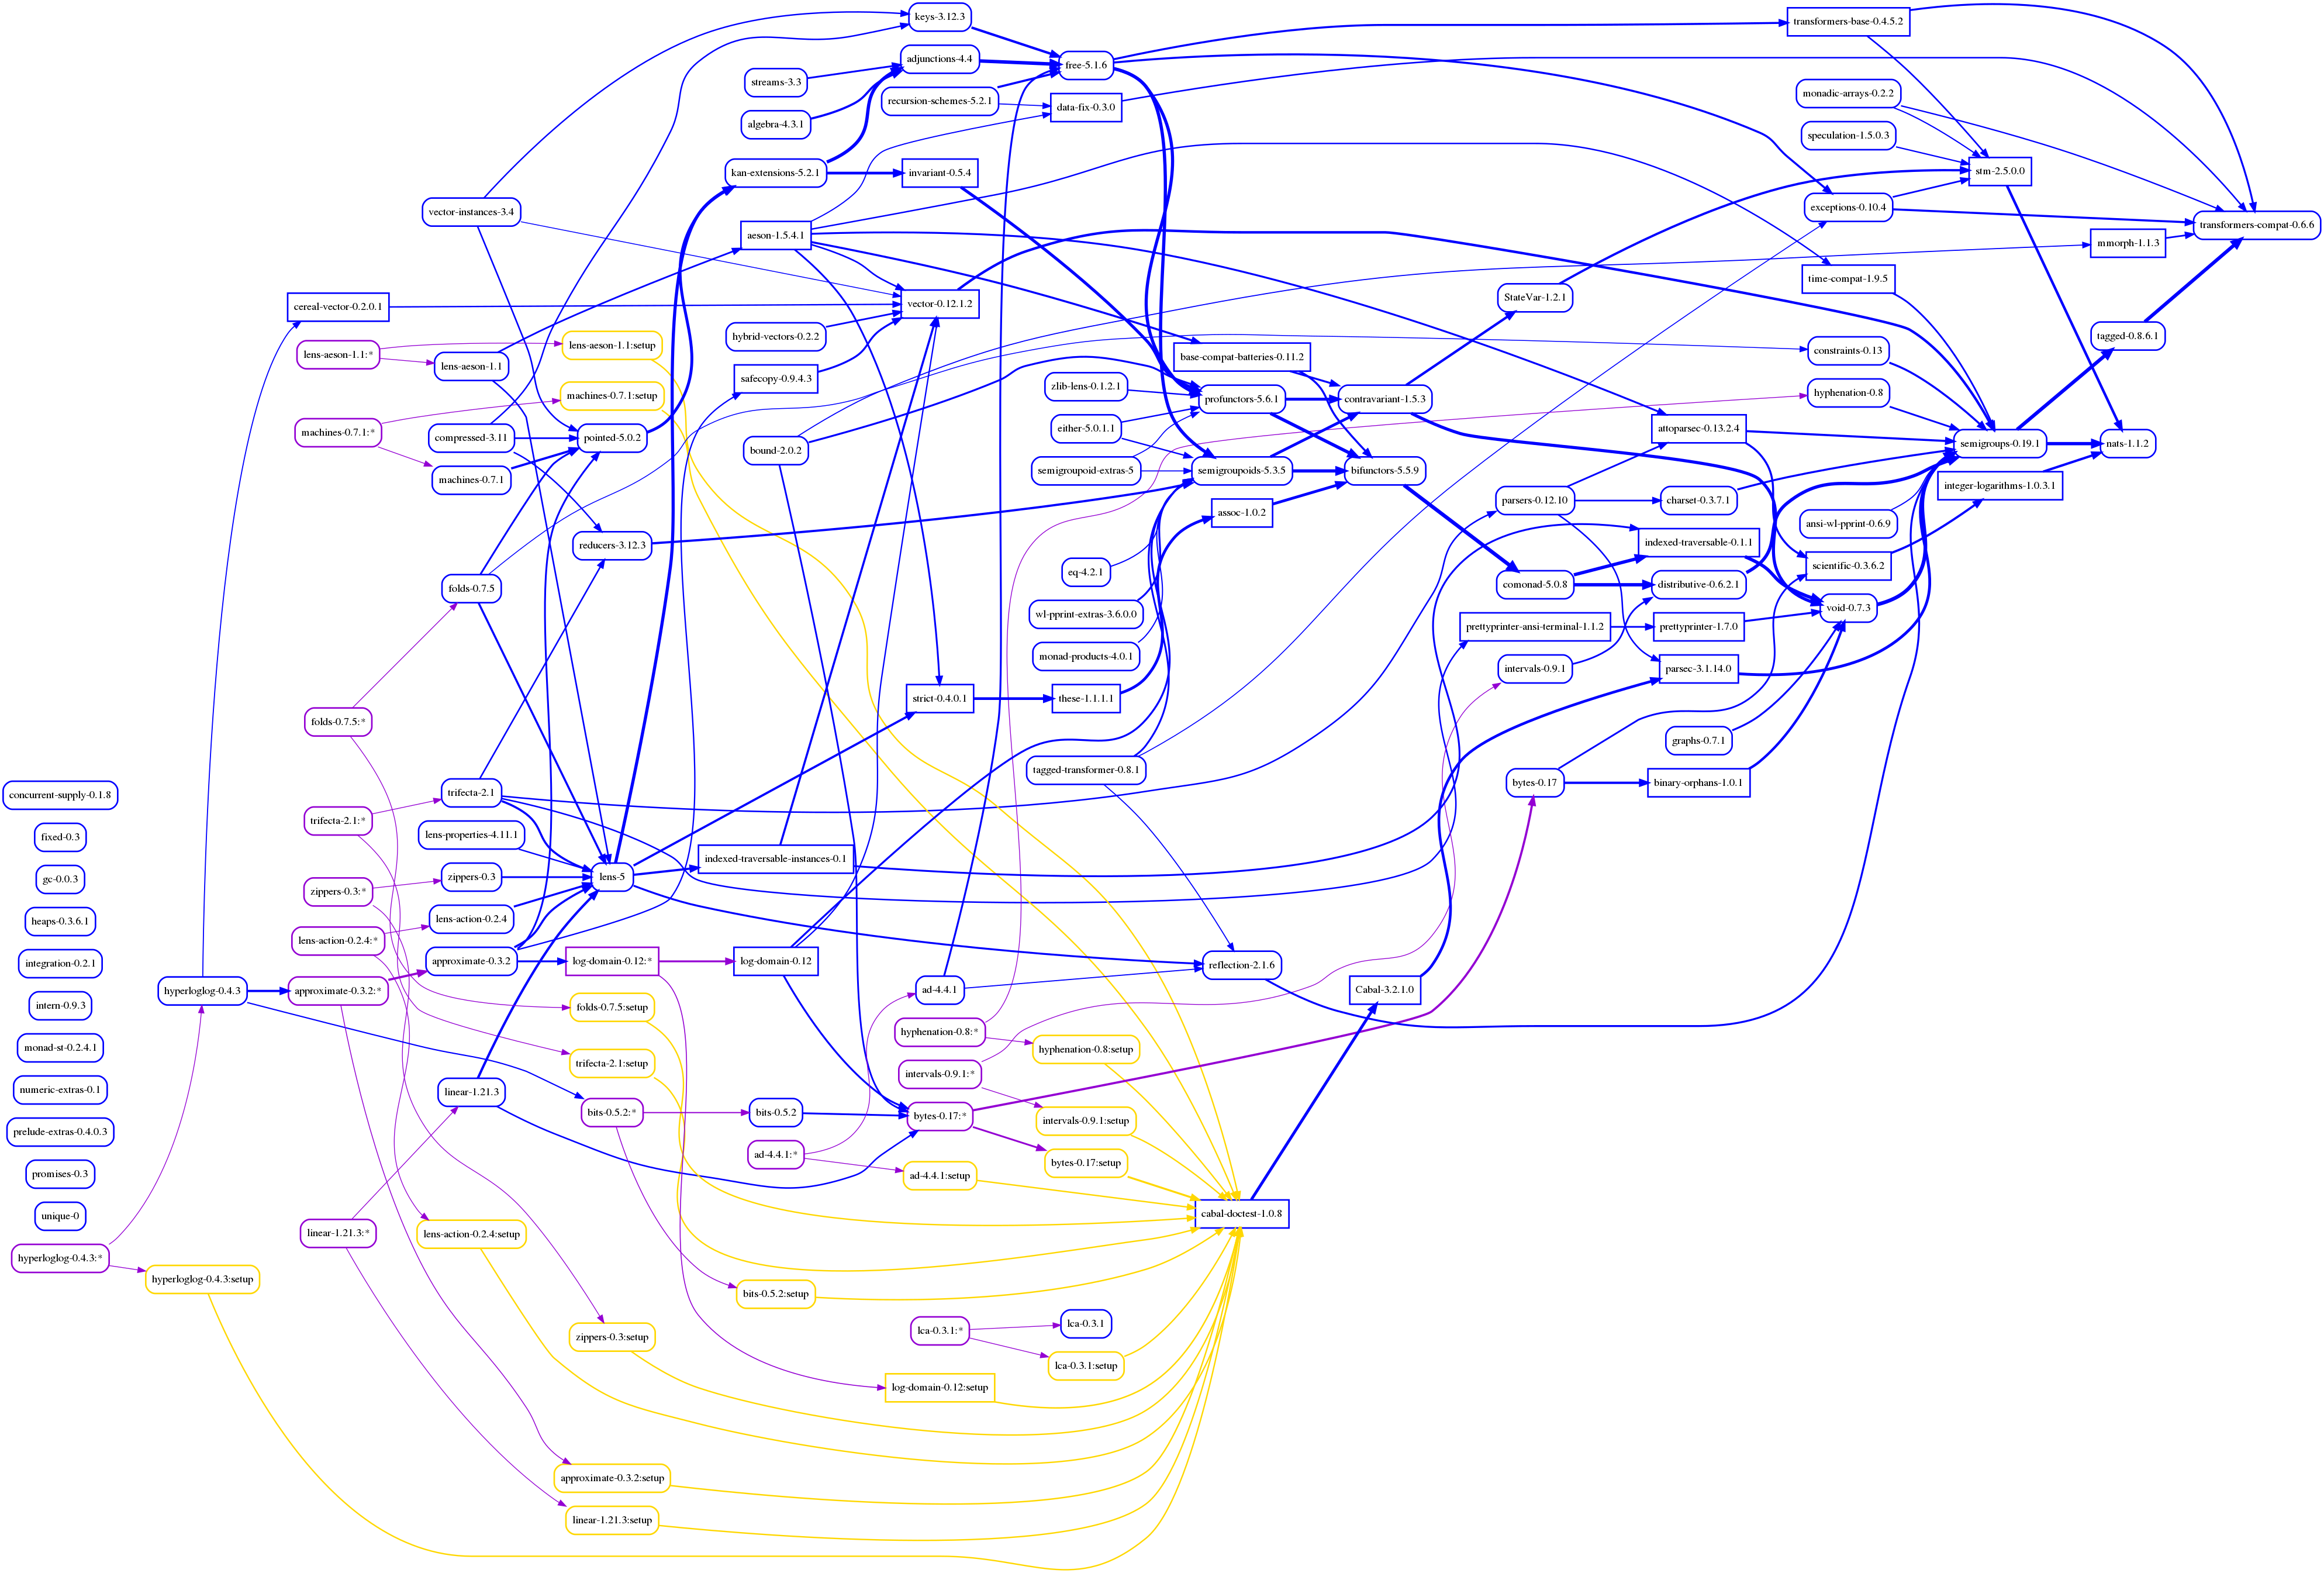 concurrent-supply-0.1.8
fixed-0.3
gc-0.0.3
heaps-0.3.6.1
integration-0.2.1
intern-0.9.3
monad-st-0.2.4.1
numeric-extras-0.1
prelude-extras-0.4.0.3
promises-0.3
unique-0
hyperloglog-0.4.3:*
hyperloglog-0.4.3
hyperloglog-0.4.3:setup
cereal-vector-0.2.0.1
lens-aeson-1.1:*
machines-0.7.1:*
folds-0.7.5:*
trifecta-2.1:*
zippers-0.3:*
lens-action-0.2.4:*
approximate-0.3.2:*
linear-1.21.3:*
vector-instances-3.4
lens-aeson-1.1
compressed-3.11
machines-0.7.1
folds-0.7.5
trifecta-2.1
lens-properties-4.11.1
zippers-0.3
lens-action-0.2.4
approximate-0.3.2
linear-1.21.3
lens-action-0.2.4:setup
lens-aeson-1.1:setup
machines-0.7.1:setup
pointed-5.0.2
reducers-3.12.3
lens-5
log-domain-0.12:*
folds-0.7.5:setup
trifecta-2.1:setup
bits-0.5.2:*
zippers-0.3:setup
approximate-0.3.2:setup
linear-1.21.3:setup
streams-3.3
algebra-4.3.1
kan-extensions-5.2.1
aeson-1.5.4.1
hybrid-vectors-0.2.2
safecopy-0.9.4.3
bound-2.0.2
indexed-traversable-instances-0.1
log-domain-0.12
bits-0.5.2
ad-4.4.1:*
bits-0.5.2:setup
keys-3.12.3
adjunctions-4.4
recursion-schemes-5.2.1
invariant-0.5.4
vector-0.12.1.2
strict-0.4.0.1
ad-4.4.1
hyphenation-0.8:*
intervals-0.9.1:*
bytes-0.17:*
ad-4.4.1:setup
lca-0.3.1:*
log-domain-0.12:setup
free-5.1.6
data-fix-0.3.0
zlib-lens-0.1.2.1
either-5.0.1.1
semigroupoid-extras-5
eq-4.2.1
wl-pprint-extras-3.6.0.0
monad-products-4.0.1
these-1.1.1.1
tagged-transformer-0.8.1
hyphenation-0.8:setup
intervals-0.9.1:setup
bytes-0.17:setup
lca-0.3.1
lca-0.3.1:setup
base-compat-batteries-0.11.2
profunctors-5.6.1
semigroupoids-5.3.5
assoc-1.0.2
reflection-2.1.6
cabal-doctest-1.0.8
contravariant-1.5.3
bifunctors-5.5.9
Cabal-3.2.1.0
StateVar-1.2.1
parsers-0.12.10
comonad-5.0.8
prettyprinter-ansi-terminal-1.1.2
intervals-0.9.1
bytes-0.17
attoparsec-0.13.2.4
charset-0.3.7.1
indexed-traversable-0.1.1
distributive-0.6.2.1
prettyprinter-1.7.0
parsec-3.1.14.0
graphs-0.7.1
binary-orphans-1.0.1
transformers-base-0.4.5.2
monadic-arrays-0.2.2
speculation-1.5.0.3
exceptions-0.10.4
time-compat-1.9.5
constraints-0.13
hyphenation-0.8
ansi-wl-pprint-0.6.9
scientific-0.3.6.2
void-0.7.3
stm-2.5.0.0
semigroups-0.19.1
integer-logarithms-1.0.3.1
mmorph-1.1.3
tagged-0.8.6.1
nats-1.1.2
transformers-compat-0.6.6